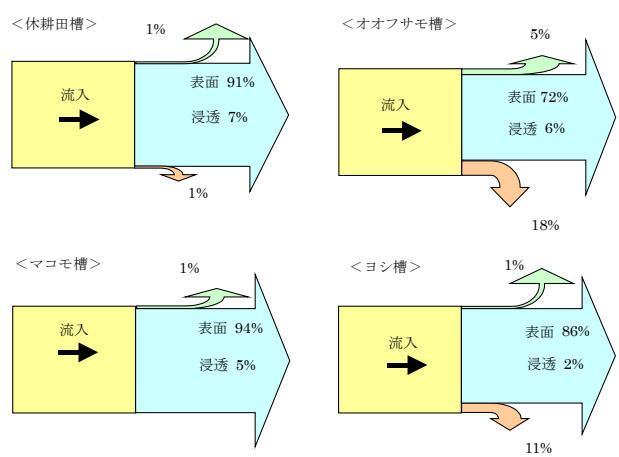 ＜休耕田槽＞
1%
流入
表面 91%
浸透 7%
1%
＜オオフサモ槽＞
5%
流入
表面 72%
浸透 6%
18%
＜マコモ槽＞
1%
流入
表面 94%
浸透 5%
＜ヨシ槽＞
1%
流入
表面 86%
浸透 2%
11%